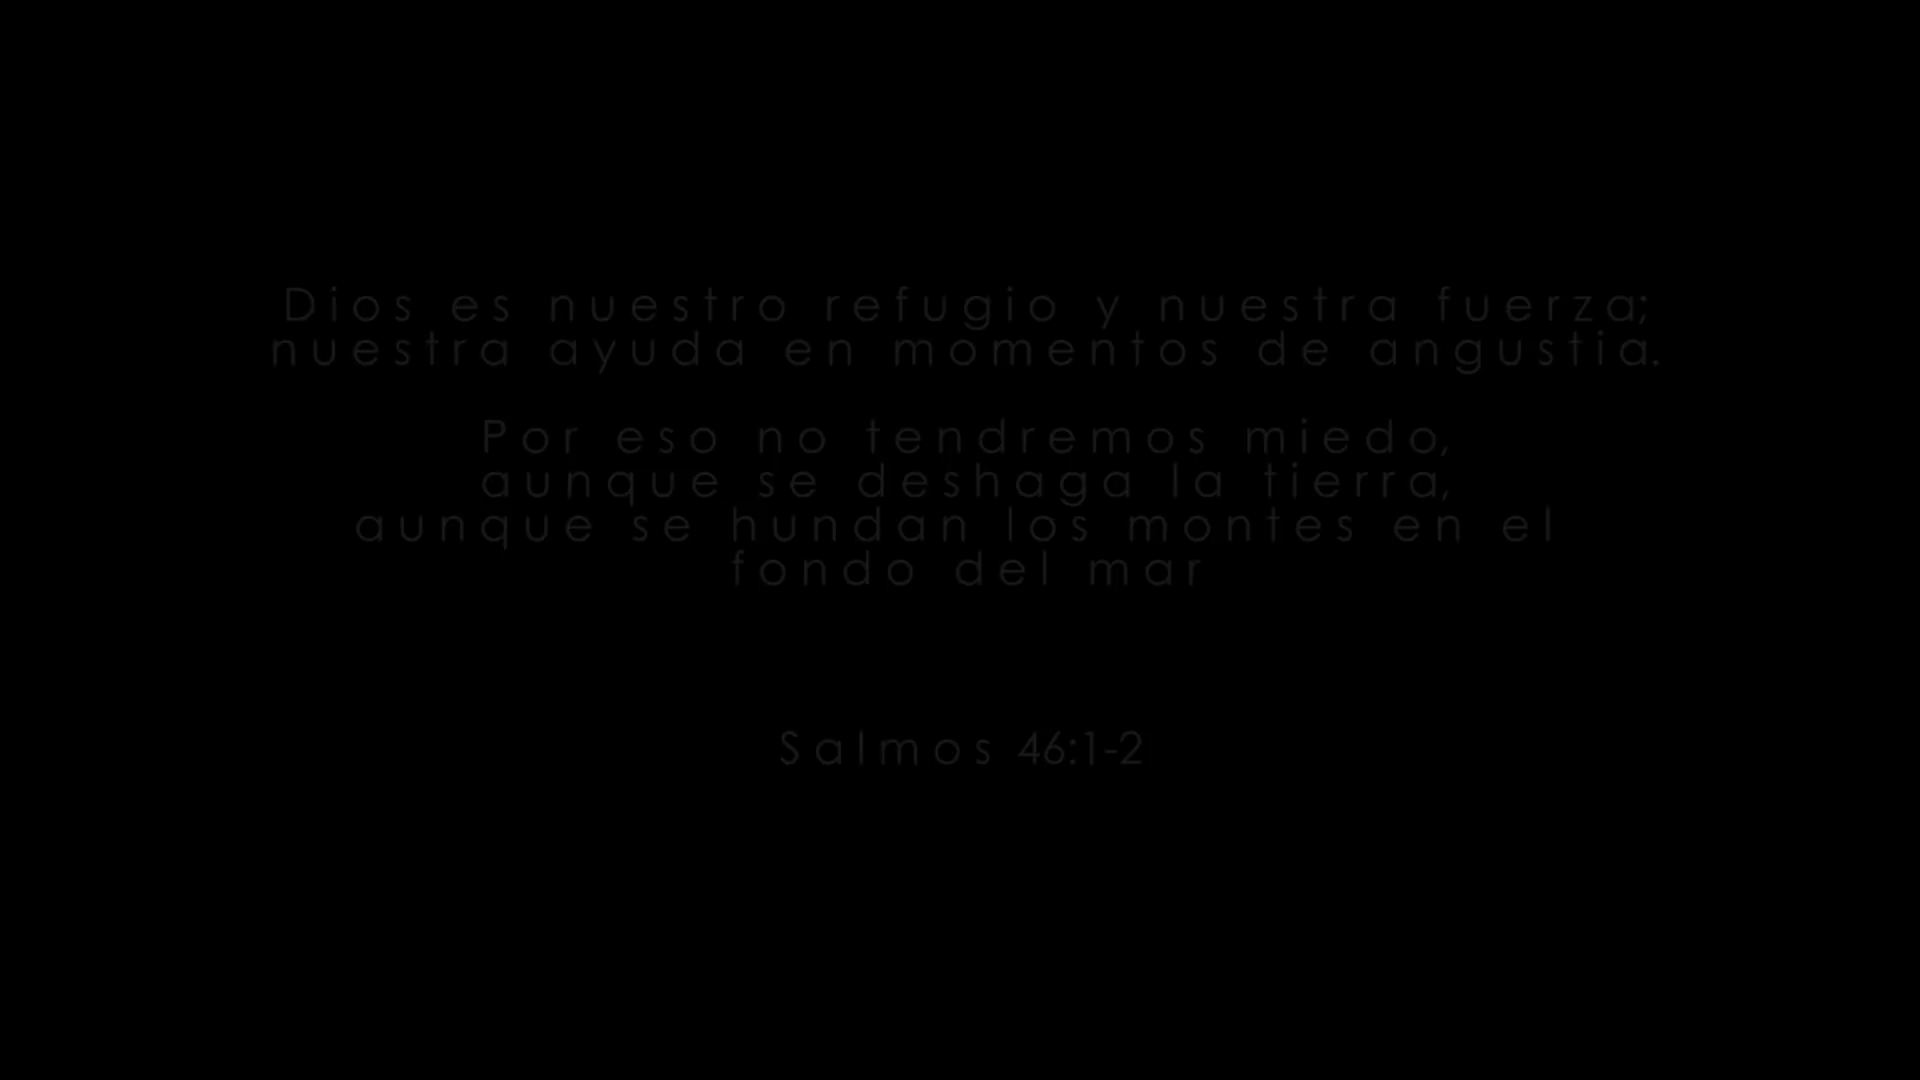 Dios es nuestro refugio y nuestra fuerza;
nuestra ayuda en momentos de angustia.
Por eso no tendremos miedo,
aunque se deshaga la tierra,
aunque se hundan los montes en el
fondo del mar
Salmos 46:1-2